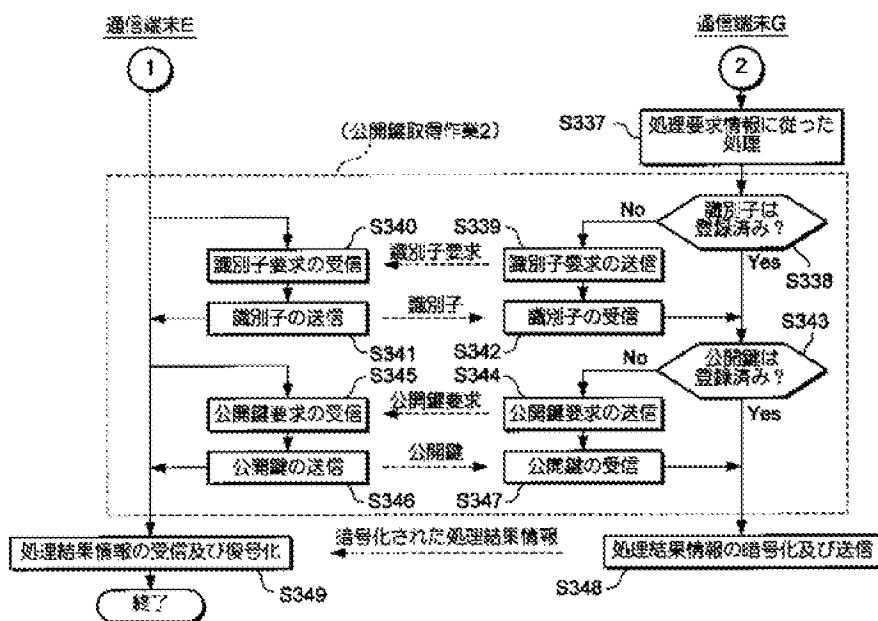 通信端末E
通信端末G
1
2
S337
処理要求情報に従った
処理
(公開鍵取得作業2)
No
識別子は
登録済み?
S340
S339
S338
識別子要求の受信
識別子要求
識別子要求の送信
Yes
識別子の送信
識別子
識別子の受信
S341
S342
S343
S345
S344
No
公開鍵は
登録済み?
公開鍵要求の受信
公開鍵要求
公開鍵要求の送信
Yes
公開鍵の送信
公開鍵
公開鍵の受信
S346
S347
処理結果情報の受信及び復号化
暗号化された処理結果情報
処理結果情報の暗号化及び送信
S349
S348
終了